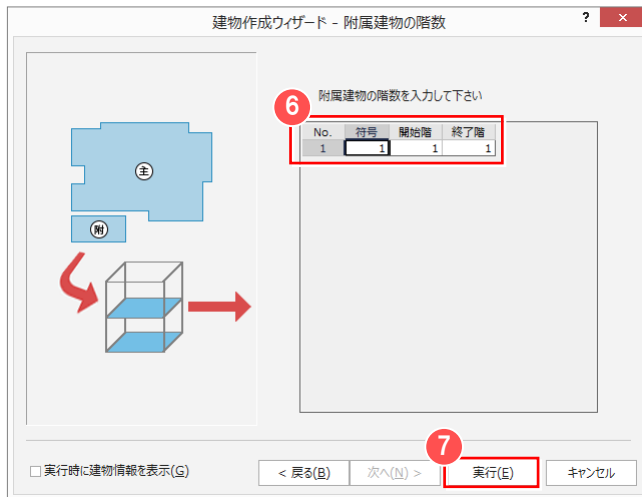 建物作成ウィザード - 附属建物の階数
? ×
附属建物の階数を入力して下さい
6
No. 符号 開始階 終了階
1 1 1 1
主
附
7
実行時に建物情報を表示(G)
< 戻る(B) 次へ(N) > 実行(E) キャンセル